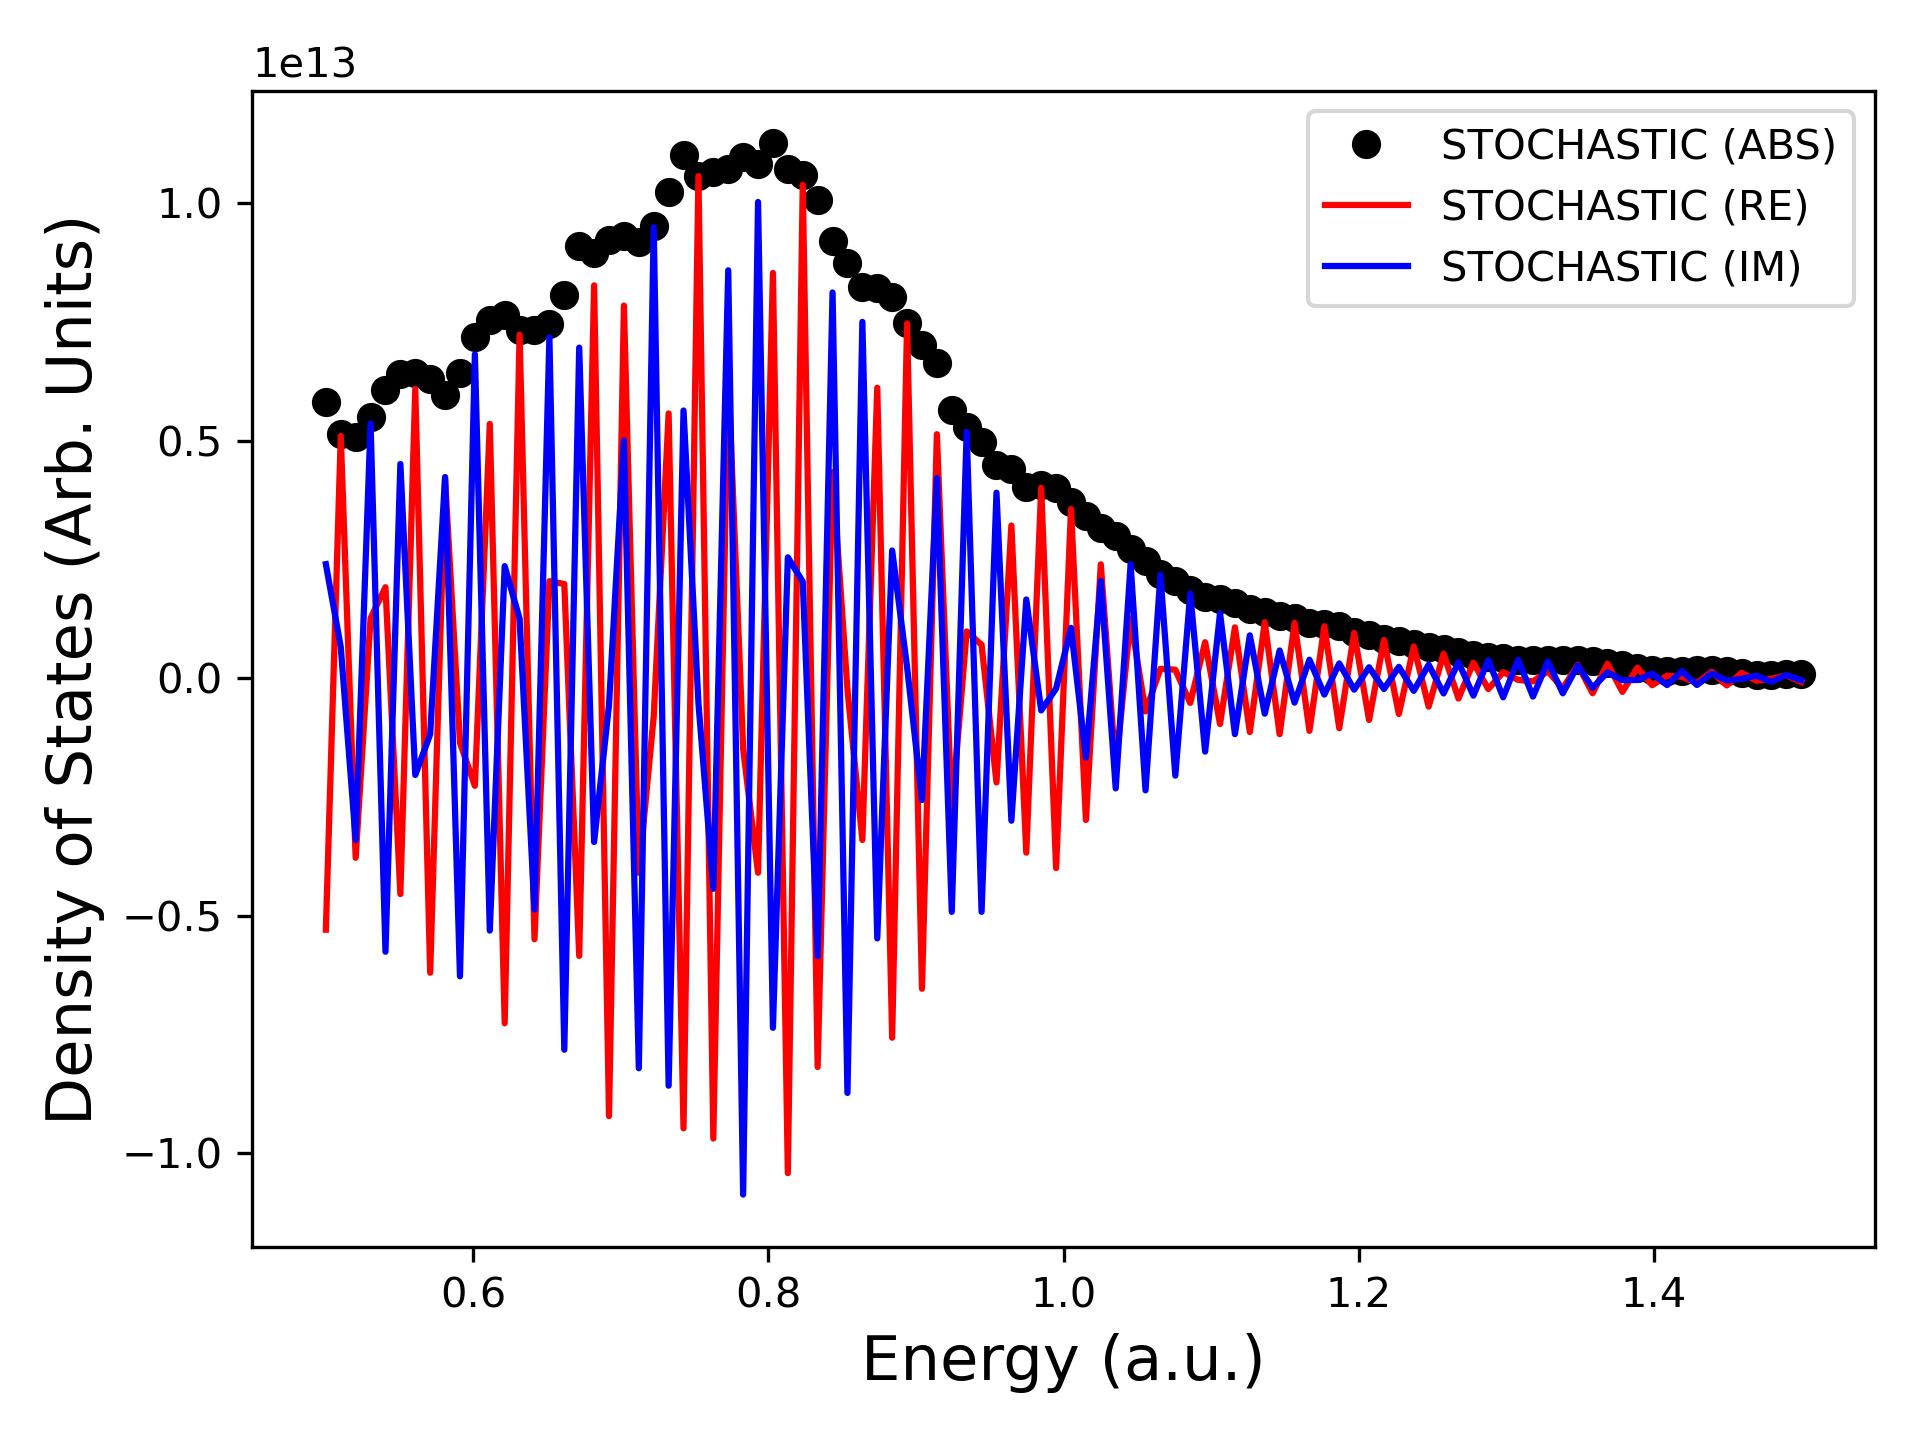 1e13
STOCHASTIC (ABS)
STOCHASTIC (RE)
STOCHASTIC (IM)
Density of States (Arb. Units)
1.0
0.5
0.0
−0.5
−1.0
0.6 0.8 1.0 1.2 1.4
Energy (a.u.)